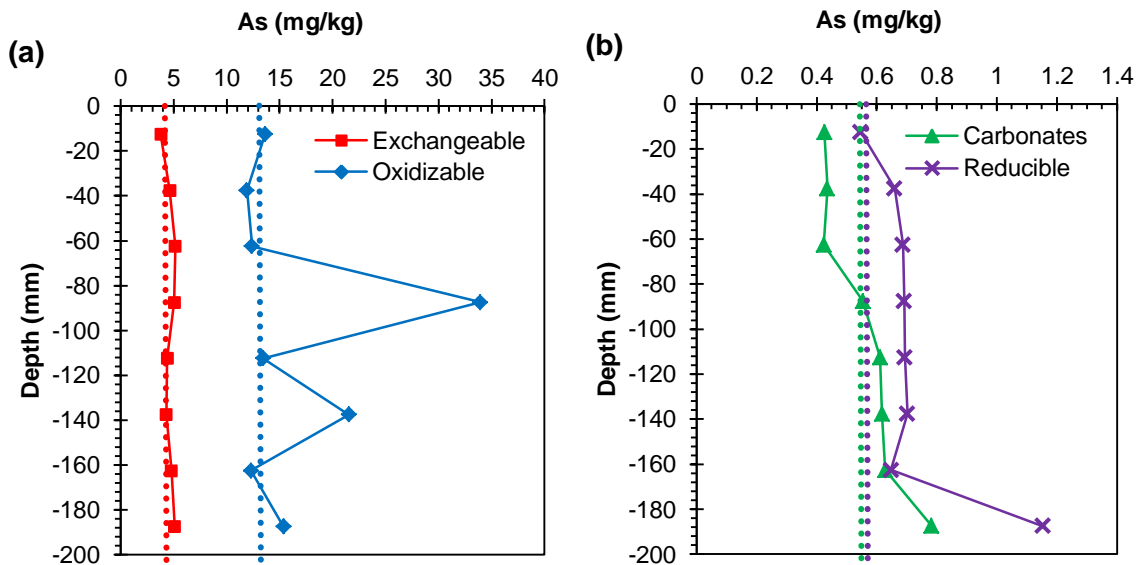 As (mg/kg)
(a)
0 5 10 15 20 25 30 35 40
0
-20
-40
-60
-80
-100
-120
-140
-160
-180
-200
Depth (mm)
Exchangeable
Oxidizable
As (mg/kg)
(b)
0 0.2 0.4 0.6 0.8 1 1.2 1.4
0
-20
-40
-60
-80
-100
-120
-140
-160
-180
-200
Depth (mm)
Carbonates
Reducible